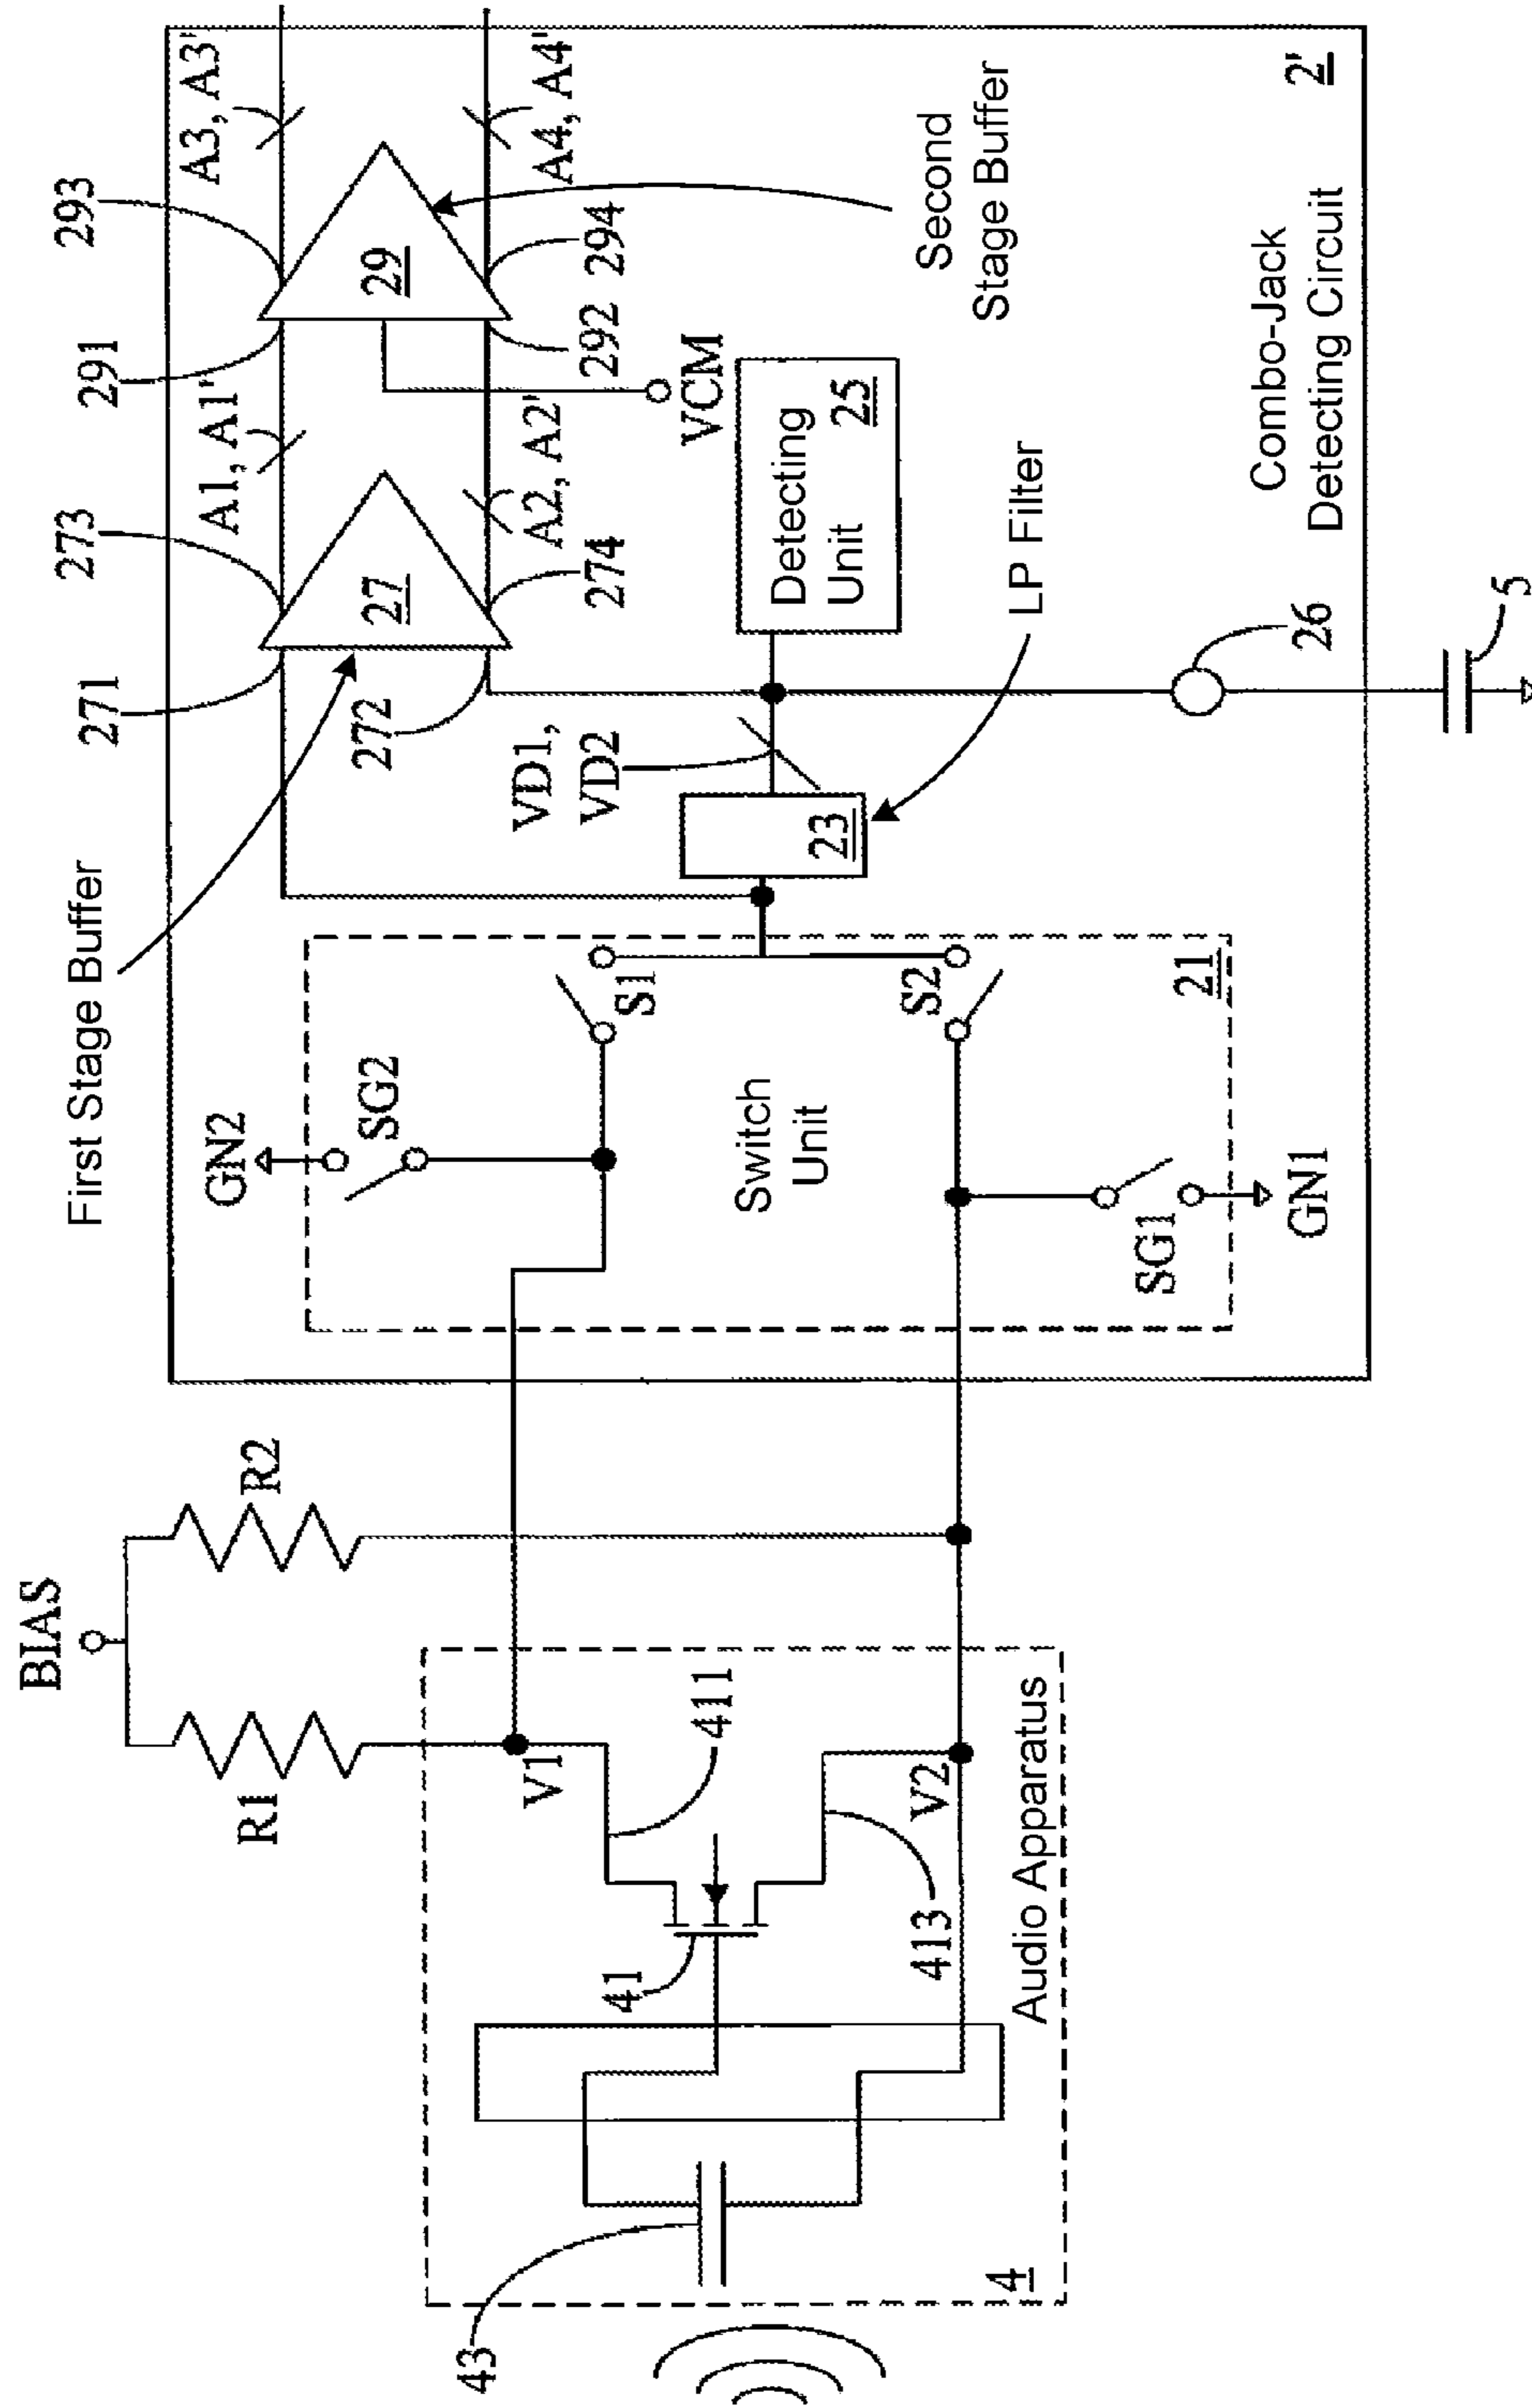 BIAS
R1
R2
V1
411
41
413
V2
43
4
Audio Apparatus
First Stage Buffer
GN2
SG2
S1
Switch
Unit
S2
SG1
GN1
21
271
273
A1, A1'
291
293
A3, A3'
27
29
272
274
A2, A2'
292
294
A4, A4'
VCM
VD1,
VD2
23
Detecting
Unit
25
LP Filter
Second
Stage Buffer
26
5
Combo-Jack
Detecting Circuit
2'